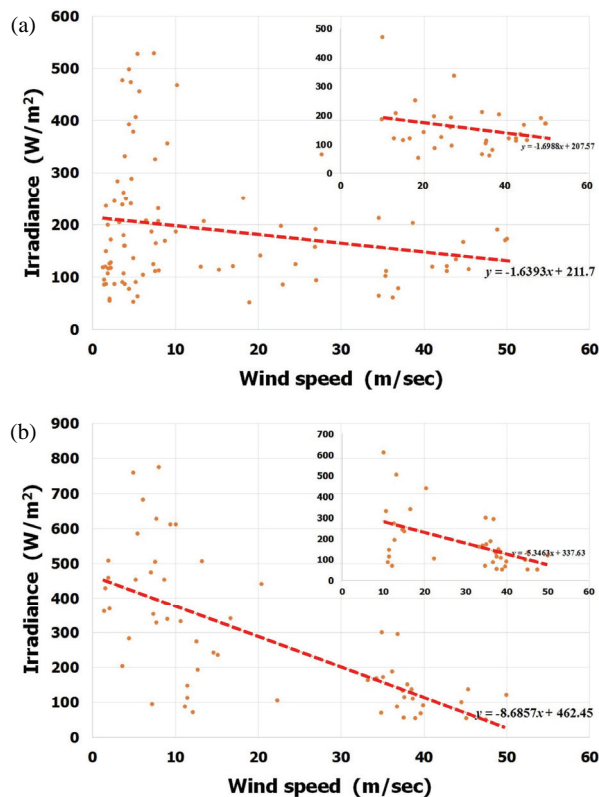 (a)
600
500
400
300
200
100
0
Irradiance (W/m²)
0 10 20 30 40 50 60
Wind speed (m/sec)
y = -1.6393x + 211.7
500
400
300
200
100
0
0 20 40 60
y = -1.6988x + 207.57
(b)
900
800
700
600
500
400
300
200
100
0
Irradiance (W/m²)
0 10 20 30 40 50 60
Wind speed (m/sec)
y = -8.6857x + 462.45
700
600
500
400
300
200
100
0
0 10 20 30 40 50 60
y = -5.3463x + 337.63